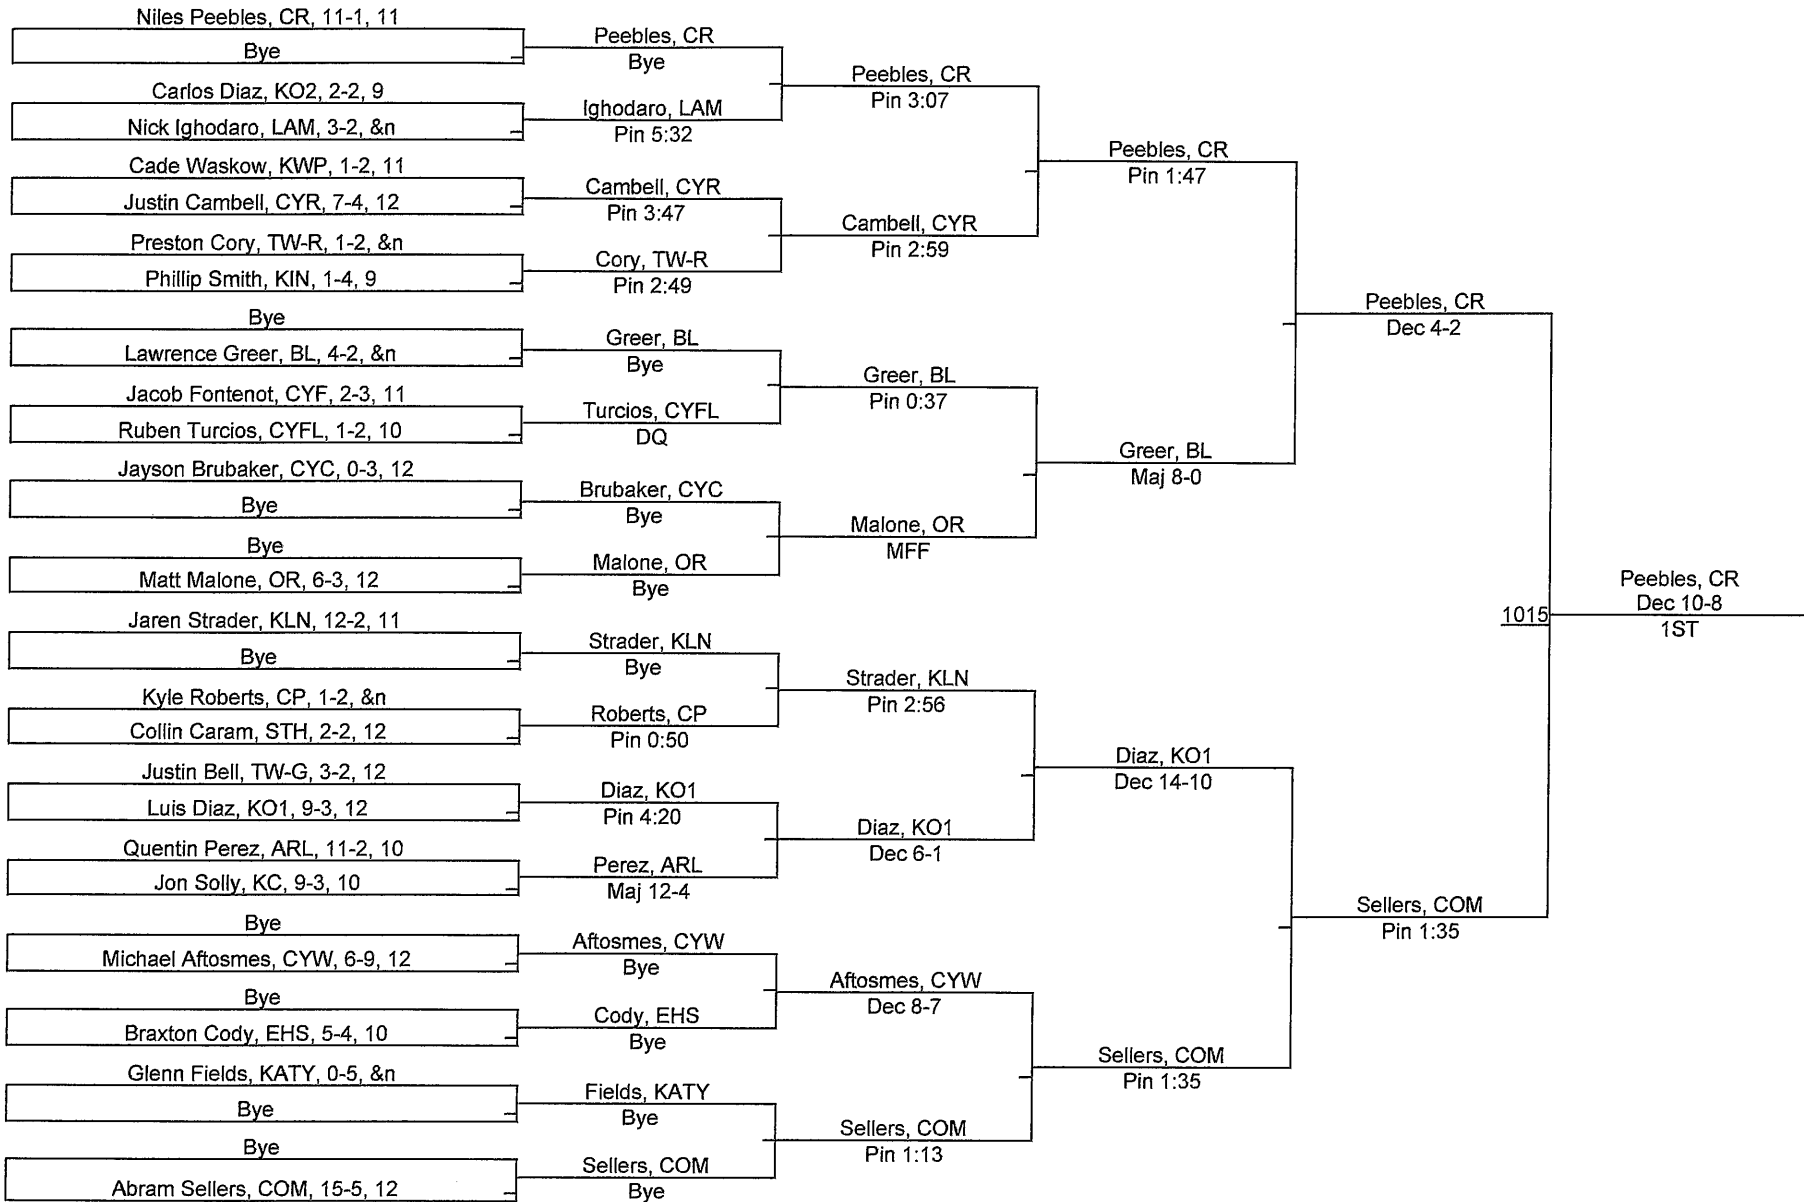 Niles Peebles, CR, 11-1, 11
Bye
Carlos Diaz, KO2, 2-2, 9
Nick Ighodaro, LAM, 3-2, &n
Cade Waskow, KWP, 1-2, 11
Justin Cambell, CYR, 7-4, 12
Preston Cory, TW-R, 1-2, &n
Phillip Smith, KIN, 1-4, 9
Bye
Lawrence Greer, BL, 4-2, &n
Jacob Fontenot, CYF, 2-3, 11
Ruben Turcios, CYFL, 1-2, 10
Jayson Brubaker, CYC, 0-3, 12
Bye
Bye
Matt Malone, OR, 6-3, 12
Jaren Strader, KLN, 12-2, 11
Bye
Kyle Roberts, CP, 1-2, &n
Collin Caram, STH, 2-2, 12
Justin Bell, TW-G, 3-2, 12
Luis Diaz, KO1, 9-3, 12
Quentin Perez, ARL, 11-2, 10
Jon Solly, KC, 9-3, 10
Bye
Michael Aftosmes, CYW, 6-9, 12
Bye
Braxton Cody, EHS, 5-4, 10
Glenn Fields, KATY, 0-5, &n
Bye
Bye
Abram Sellers, COM, 15-5, 12
Peebles, CR
Bye
Ighodaro, LAM
Pin 5:32
Cambell, CYR
Pin 3:47
Cory, TW-R
Pin 2:49
Greer, BL
Bye
Turcios, CYFL
DQ
Brubaker, CYC
Bye
Malone, OR
Bye
Strader, KLN
Bye
Roberts, CP
Pin 0:50
Diaz, KO1
Pin 4:20
Perez, ARL
Maj 12-4
Aftosmes, CYW
Bye
Cody, EHS
Bye
Fields, KATY
Bye
Sellers, COM
Bye
Peebles, CR
Pin 3:07
Cambell, CYR
Pin 2:59
Greer, BL
Pin 0:37
Malone, OR
MFF
Strader, KLN
Pin 2:56
Diaz, KO1
Dec 6-1
Aftosmes, CYW
Dec 8-7
Sellers, COM
Pin 1:13
Peebles, CR
Pin 1:47
Greer, BL
Maj 8-0
Diaz, KO1
Dec 14-10
Sellers, COM
Pin 1:35
Peebles, CR
Dec 4-2
Sellers, COM
Pin 1:35
1015
Peebles, CR
Dec 10-8
1ST